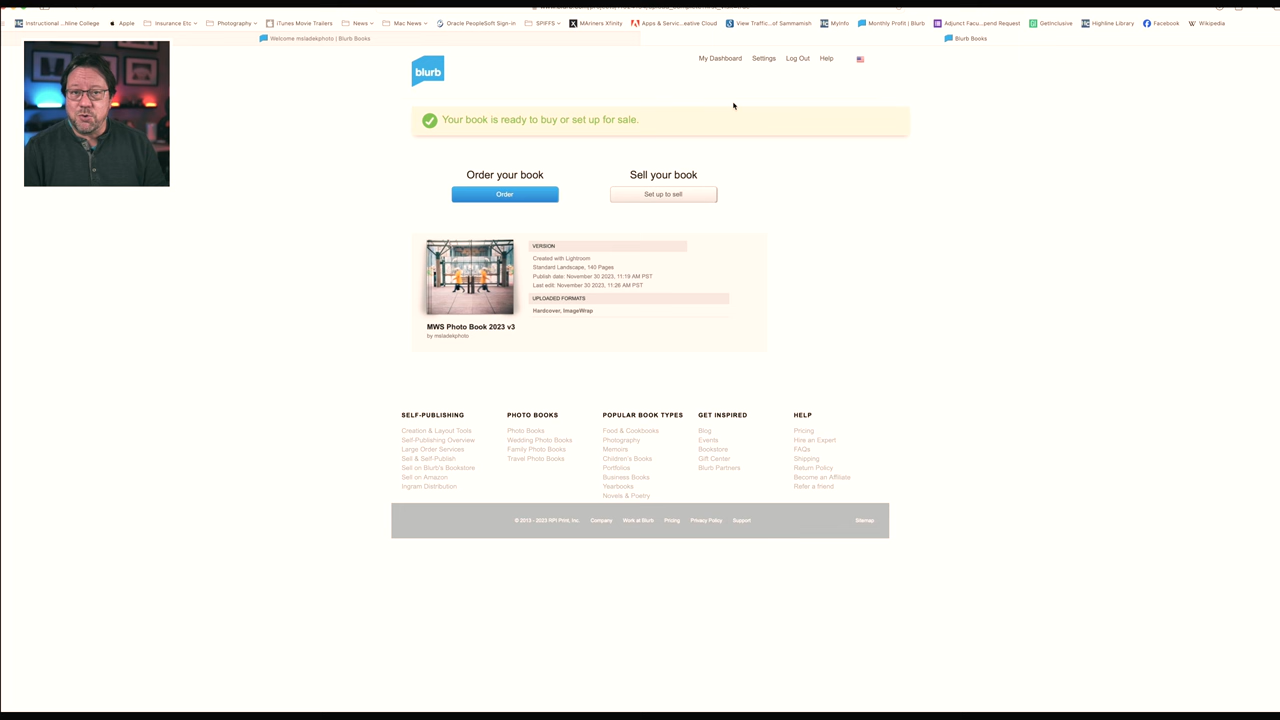 Instructional ...hline College
Apple
Insurance Etc
Photography
iTunes Movie Trailers
News
Mac News
Oracle PeopleSoft Sign-in
SPIFFS
MAriners Xfinity
Apps & Servic...eative Cloud
View Traffic...of Sammamish
MyInfo
Monthly Profit | Blurb
Adjunct Facu...pend Request
GetInclusive
Highline Library
Facebook
Wikipedia
Welcome msladekphoto | Blurb Books
Blurb Books
blurb
My Dashboard
Settings
Log Out
Help
Your book is ready to buy or set up for sale.
Order your book
Sell your book
Order
Set up to sell
VERSION
Created with Lightroom
Standard Landscape, 140 Pages
Publish date: November 30 2023, 11:19 AM PST
Last edit: November 30 2023, 11:26 AM PST
UPLOADED FORMATS
Hardcover, ImageWrap
MWS Photo Book 2023 v3
by msladekphoto
SELF-PUBLISHING
Creation & Layout Tools
Self-Publishing Overview
Large Order Services
Sell & Self-Publish
Sell on Blurb's Bookstore
Sell on Amazon
Ingram Distribution
PHOTO BOOKS
Photo Books
Wedding Photo Books
Family Photo Books
Travel Photo Books
POPULAR BOOK TYPES
Food & Cookbooks
Photography
Memoirs
Children's Books
Portfolios
Business Books
Yearbooks
Novels & Poetry
GET INSPIRED
Blog
Events
Bookstore
Gift Center
Blurb Partners
HELP
Pricing
Hire an Expert
FAQs
Shipping
Return Policy
Become an Affiliate
Refer a friend
© 2013 - 2023 RPI Print, Inc.
Company
Work at Blurb
Pricing
Privacy Policy
Support
Sitemap